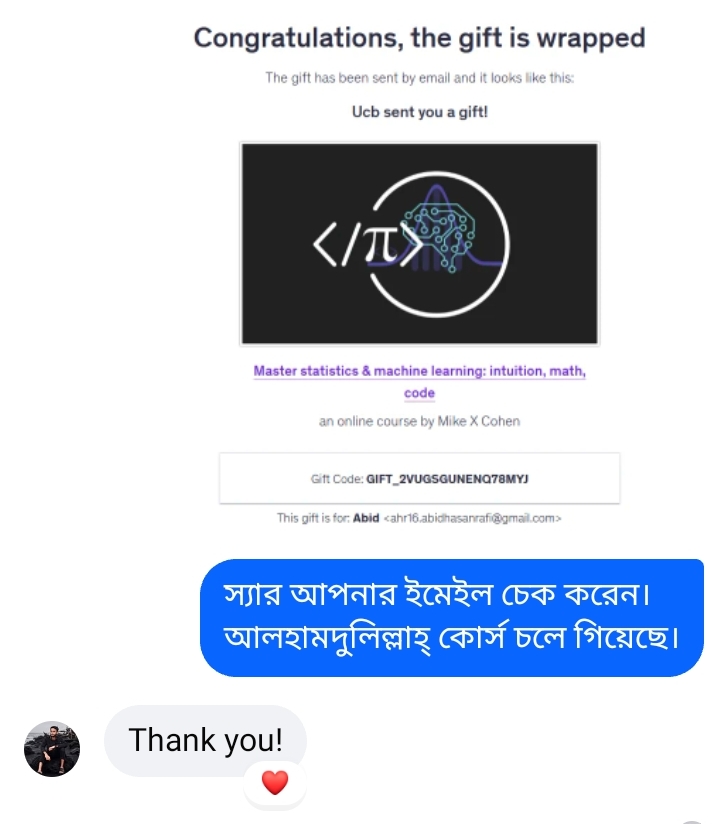 Congratulations, the gift is wrapped
The gift has been sent by email and it looks like this:
Ucb sent you a gift!
</π>
Master statistics & machine learning: intuition, math,
code
an online course by Mike X Cohen
Gift Code: GIFT_2VUGSGUNENQ78MYJ
This gift is for: Abid <ahr16.abidhasanrafi@gmail.com>
স্যার আপনার ইমেইল চেক করেন।
আলহামদুলিল্লাহ্ কোর্স চলে গিয়েছে।
Thank you!